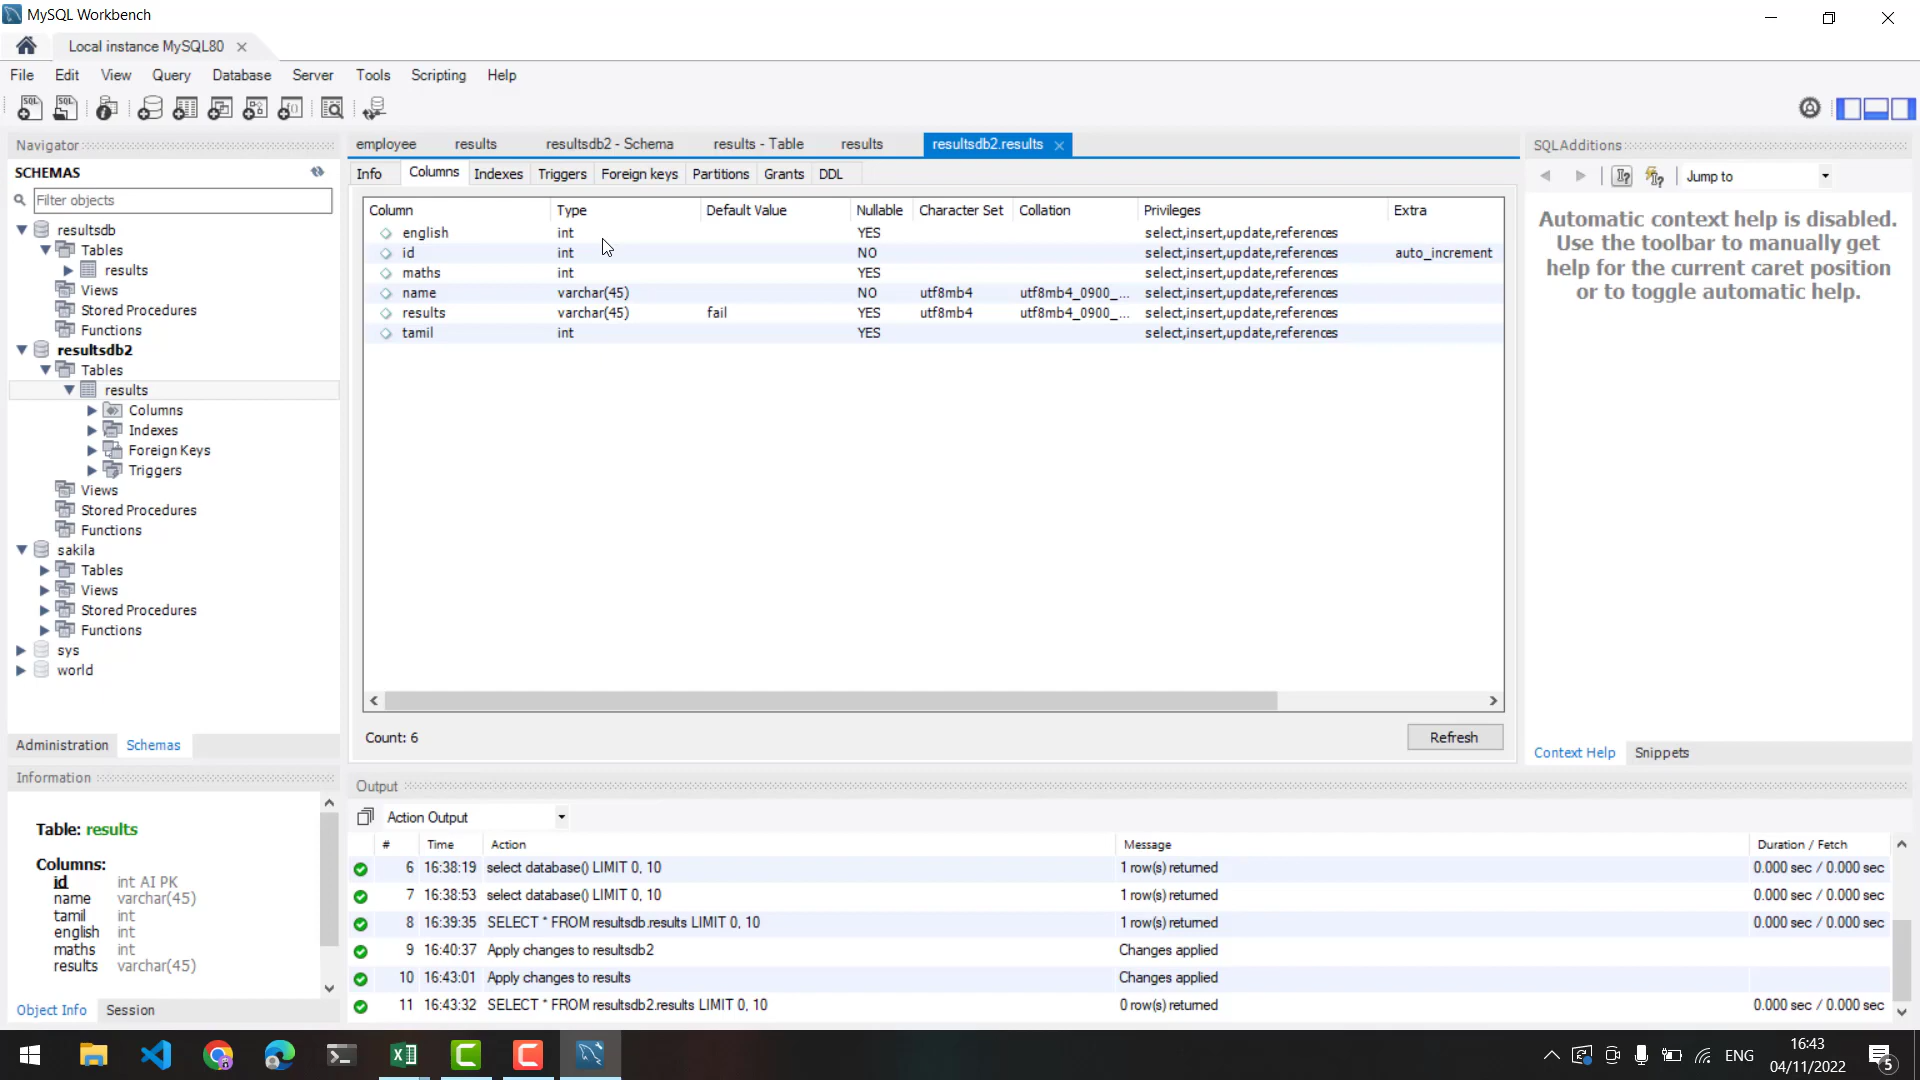 MySQL Workbench
Local instance MySQL80
File Edit View Query Database Server Tools Scripting Help
Navigator
SCHEMAS
Filter objects
resultsdb
Tables
results
Views
Stored Procedures
Functions
resultsdb2
Tables
results
Columns
Indexes
Foreign Keys
Triggers
Views
Stored Procedures
Functions
sakila
Tables
Views
Stored Procedures
Functions
sys
world
Administration Schemas
Information
Table: results
Columns:
id int AI PK
name varchar(45)
tamil int
english int
maths int
results varchar(45)
Object Info Session
employee results resultsdb2 - Schema results - Table results resultsdb2.results
Info Columns Indexes Triggers Foreign keys Partitions Grants DDL
Column Type Default Value Nullable Character Set Collation Privileges Extra
english int YES select,insert,update,references
id int NO select,insert,update,references auto_increment
maths int YES select,insert,update,references
name varchar(45) NO utf8mb4 utf8mb4_0900_... select,insert,update,references
results varchar(45) fail YES utf8mb4 utf8mb4_0900_... select,insert,update,references
tamil int YES select,insert,update,references
Count: 6
Refresh
Output
Action Output
# Time Action Message Duration / Fetch
6 16:38:19 select database() LIMIT 0, 10 1 row(s) returned 0.000 sec / 0.000 sec
7 16:38:53 select database() LIMIT 0, 10 1 row(s) returned 0.000 sec / 0.000 sec
8 16:39:35 SELECT * FROM resultsdb.results LIMIT 0, 10 1 row(s) returned 0.000 sec / 0.000 sec
9 16:40:37 Apply changes to resultsdb2 Changes applied
10 16:43:01 Apply changes to results Changes applied
11 16:43:32 SELECT * FROM resultsdb2.results LIMIT 0, 10 0 row(s) returned 0.000 sec / 0.000 sec
SQLAdditions
Jump to
Automatic context help is disabled.
Use the toolbar to manually get
help for the current caret position
or to toggle automatic help.
Context Help Snippets
ENG
16:43
04/11/2022
5